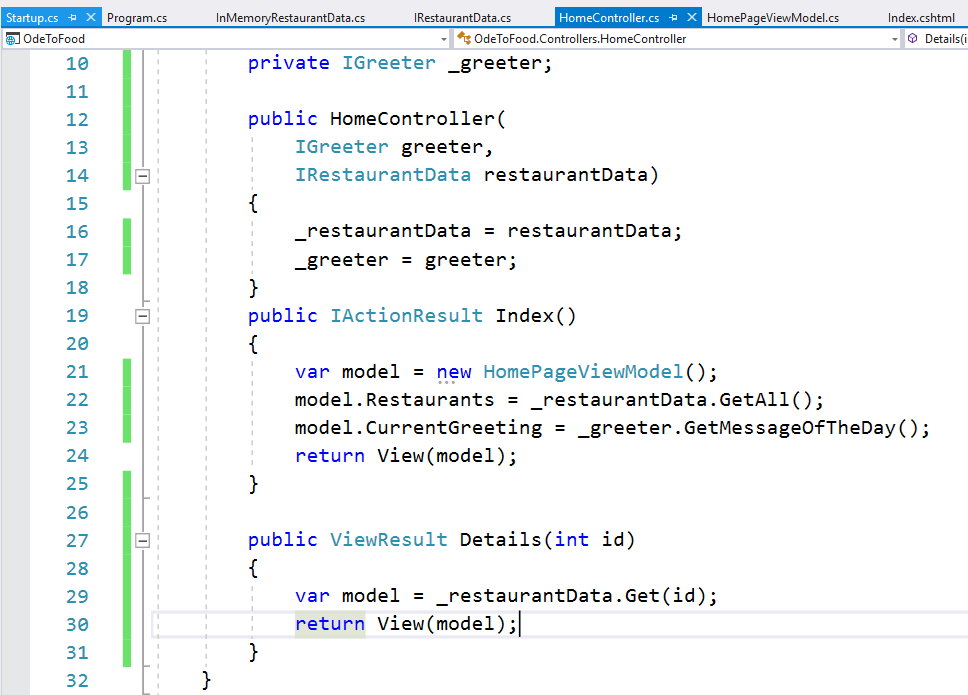 Startup.cs Program.cs InMemoryRestaurantData.cs IRestaurantData.cs HomeController.cs HomePageViewModel.cs Index.cshtml
OdeToFood OdeToFood.Controllers.HomeController Details(i
10 private IGreeter _greeter;
11
12 public HomeController(
13 IGreeter greeter,
14 IRestaurantData restaurantData)
15 {
16 _restaurantData = restaurantData;
17 _greeter = greeter;
18 }
19 public IActionResult Index()
20 {
21 var model = new HomePageViewModel();
22 model.Restaurants = _restaurantData.GetAll();
23 model.CurrentGreeting = _greeter.GetMessageOfTheDay();
24 return View(model);
25 }
26
27 public ViewResult Details(int id)
28 {
29 var model = _restaurantData.Get(id);
30 return View(model);
31 }
32 }